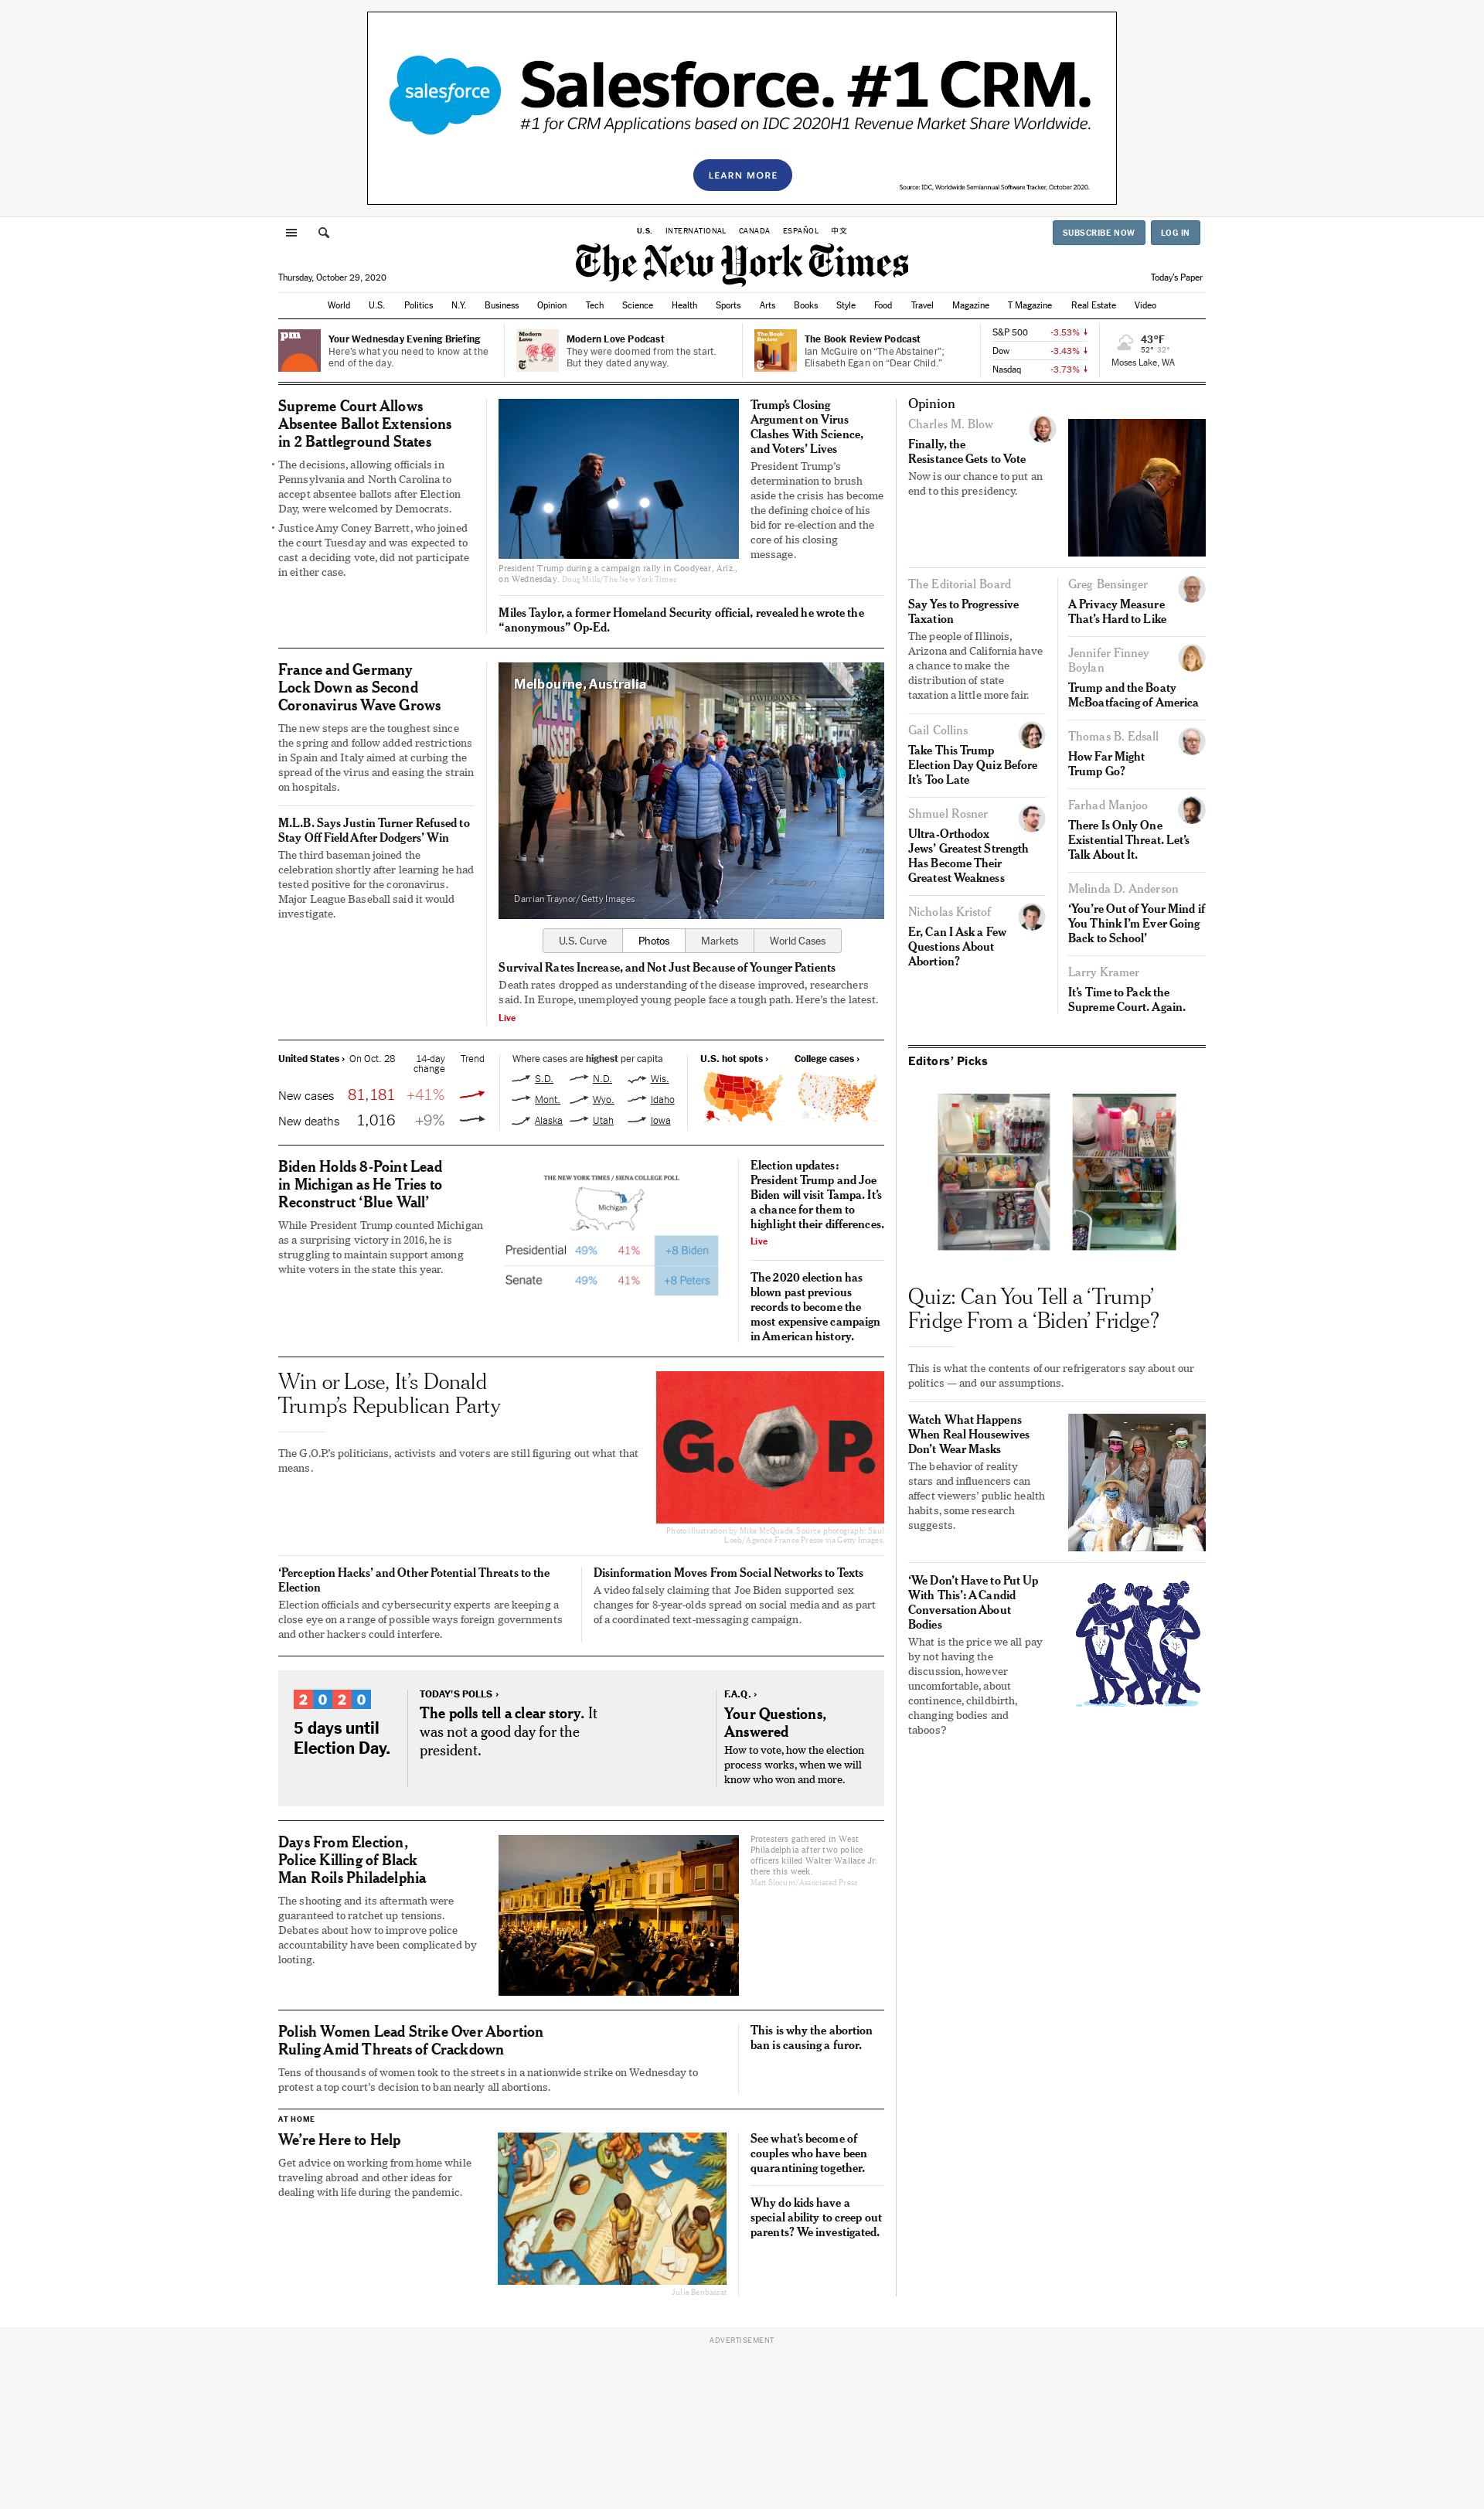 salesforce
Salesforce. #1 CRM.
#1 for CRM Applications based on IDC 2020H1 Revenue Market Share Worldwide.
LEARN MORE
Source: IDC, Worldwide Semiannual Software Tracker, October 2020.
U.S. INTERNATIONAL CANADA ESPAÑOL 中文
SUBSCRIBE NOW LOG IN
The New York Times
Thursday, October 29, 2020
Today's Paper
World U.S. Politics N.Y. Business Opinion Tech Science Health Sports Arts Books Style Food Travel Magazine T Magazine Real Estate Video
pm
Your Wednesday Evening Briefing
Here's what you need to know at the
end of the day.
Modern
Love
Modern Love Podcast
They were doomed from the start.
But they dated anyway.
The Book
Review
The Book Review Podcast
Ian McGuire on “The Abstainer”;
Elisabeth Egan on “Dear Child.”
S&P 500 -3.53%
Dow -3.43%
Nasdaq -3.73%
43°F
52° 32°
Moses Lake, WA
Supreme Court Allows
Absentee Ballot Extensions
in 2 Battleground States
• The decisions, allowing officials in
Pennsylvania and North Carolina to
accept absentee ballots after Election
Day, were welcomed by Democrats.
• Justice Amy Coney Barrett, who joined
the court Tuesday and was expected to
cast a deciding vote, did not participate
in either case.
President Trump during a campaign rally in Goodyear, Ariz.,
on Wednesday. Doug Mills/The New York Times
Trump’s Closing
Argument on Virus
Clashes With Science,
and Voters’ Lives
President Trump’s
determination to brush
aside the crisis has become
the defining choice of his
bid for re-election and the
core of his closing
message.
Miles Taylor, a former Homeland Security official, revealed he wrote the
“anonymous” Op-Ed.
France and Germany
Lock Down as Second
Coronavirus Wave Grows
The new steps are the toughest since
the spring and follow added restrictions
in Spain and Italy aimed at curbing the
spread of the virus and easing the strain
on hospitals.
M.L.B. Says Justin Turner Refused to
Stay Off Field After Dodgers’ Win
The third baseman joined the
celebration shortly after learning he had
tested positive for the coronavirus.
Major League Baseball said it would
investigate.
Melbourne, Australia
DAVID JONES
Darrian Traynor/Getty Images
U.S. Curve Photos Markets World Cases
Survival Rates Increase, and Not Just Because of Younger Patients
Death rates dropped as understanding of the disease improved, researchers
said. In Europe, unemployed young people face a tough path. Here’s the latest.
Live
United States › On Oct. 28 14-day
change Trend
New cases 81,181 +41%
New deaths 1,016 +9%
Where cases are highest per capita
S.D. N.D. Wis.
Mont. Wyo. Idaho
Alaska Utah Iowa
U.S. hot spots ›
College cases ›
Biden Holds 8-Point Lead
in Michigan as He Tries to
Reconstruct ‘Blue Wall’
While President Trump counted Michigan
as a surprising victory in 2016, he is
struggling to maintain support among
white voters in the state this year.
THE NEW YORK TIMES / SIENA COLLEGE POLL
Michigan
Presidential 49% 41% +8 Biden
Senate 49% 41% +8 Peters
Election updates:
President Trump and Joe
Biden will visit Tampa. It’s
a chance for them to
highlight their differences.
Live
The 2020 election has
blown past previous
records to become the
most expensive campaign
in American history.
Win or Lose, It’s Donald
Trump’s Republican Party
The G.O.P.’s politicians, activists and voters are still figuring out what that
means.
G.O.P.
Photo illustration by Mike McQuade. Source photograph: Saul
Loeb/Agence France Presse via Getty Images.
‘Perception Hacks’ and Other Potential Threats to the
Election
Election officials and cybersecurity experts are keeping a
close eye on a range of possible ways foreign governments
and other hackers could interfere.
Disinformation Moves From Social Networks to Texts
A video falsely claiming that Joe Biden supported sex
changes for 8-year-olds spread on social media and as part
of a coordinated text-messaging campaign.
2020
5 days until
Election Day.
TODAY’S POLLS ›
The polls tell a clear story. It
was not a good day for the
president.
F.A.Q. ›
Your Questions,
Answered
How to vote, how the election
process works, when we will
know who won and more.
Days From Election,
Police Killing of Black
Man Roils Philadelphia
The shooting and its aftermath were
guaranteed to ratchet up tensions.
Debates about how to improve police
accountability have been complicated by
looting.
Protesters gathered in West
Philadelphia after two police
officers killed Walter Wallace Jr.
there this week.
Matt Slocum/Associated Press
Polish Women Lead Strike Over Abortion
Ruling Amid Threats of Crackdown
Tens of thousands of women took to the streets in a nationwide strike on Wednesday to
protest a top court’s decision to ban nearly all abortions.
This is why the abortion
ban is causing a furor.
AT HOME
We’re Here to Help
Get advice on working from home while
traveling abroad and other ideas for
dealing with life during the pandemic.
Julie Benbassat
See what’s become of
couples who have been
quarantining together.
Why do kids have a
special ability to creep out
parents? We investigated.
Opinion
Charles M. Blow
Finally, the
Resistance Gets to Vote
Now is our chance to put an
end to this presidency.
The Editorial Board
Say Yes to Progressive
Taxation
The people of Illinois,
Arizona and California have
a chance to make the
distribution of state
taxation a little more fair.
Gail Collins
Take This Trump
Election Day Quiz Before
It’s Too Late
Shmuel Rosner
Ultra-Orthodox
Jews’ Greatest Strength
Has Become Their
Greatest Weakness
Nicholas Kristof
Er, Can I Ask a Few
Questions About
Abortion?
Greg Bensinger
A Privacy Measure
That’s Hard to Like
Jennifer Finney
Boylan
Trump and the Boaty
McBoatfacing of America
Thomas B. Edsall
How Far Might
Trump Go?
Farhad Manjoo
There Is Only One
Existential Threat. Let’s
Talk About It.
Melinda D. Anderson
‘You’re Out of Your Mind if
You Think I’m Ever Going
Back to School’
Larry Kramer
It’s Time to Pack the
Supreme Court. Again.
Editors’ Picks
Quiz: Can You Tell a ‘Trump’
Fridge From a ‘Biden’ Fridge?
This is what the contents of our refrigerators say about our
politics — and our assumptions.
Watch What Happens
When Real Housewives
Don’t Wear Masks
The behavior of reality
stars and influencers can
affect viewers’ public health
habits, some research
suggests.
‘We Don’t Have to Put Up
With This’: A Candid
Conversation About
Bodies
What is the price we all pay
by not having the
discussion, however
uncomfortable, about
continence, childbirth,
changing bodies and
taboos?
ADVERTISEMENT